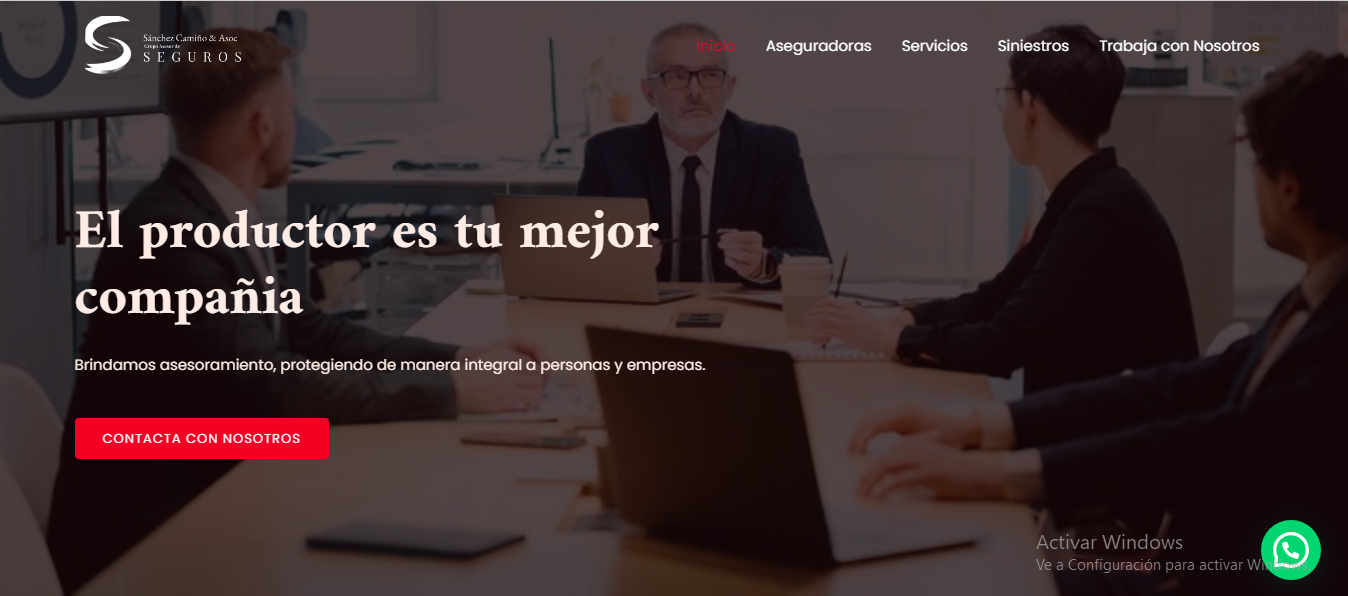 Sánchez Camiño & Asoc
Grupo Asesor de
SEGUROS
Inicio
Aseguradoras
Servicios
Siniestros
Trabaja con Nosotros
El productor es tu mejor
compañia
Brindamos asesoramiento, protegiendo de manera integral a personas y empresas.
CONTACTA CON NOSOTROS
Activar Windows
Ve a Configuración para activar Windows.